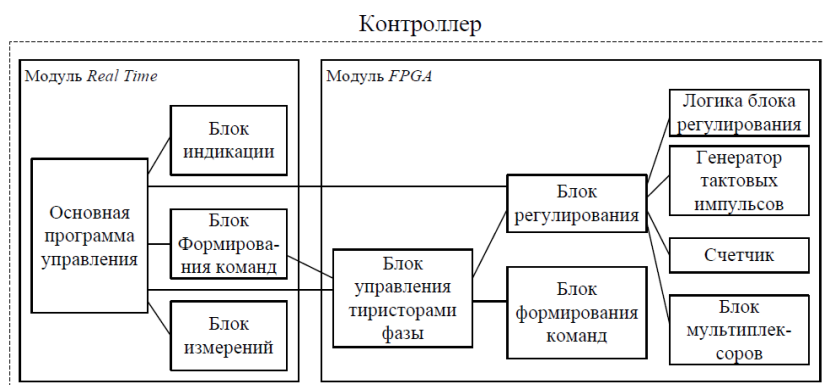 Контроллер
Модуль Real Time
Блок
индикации
Основная
программа
управления
Блок
Формирова-
ния команд
Блок
измерений
Модуль FPGA
Блок
управления
тиристорами
фазы
Блок
регулирования
Блок
формирования
команд
Логика блока
регулирования
Генератор
тактовых
импульсов
Счетчик
Блок
мультиплек-
соров